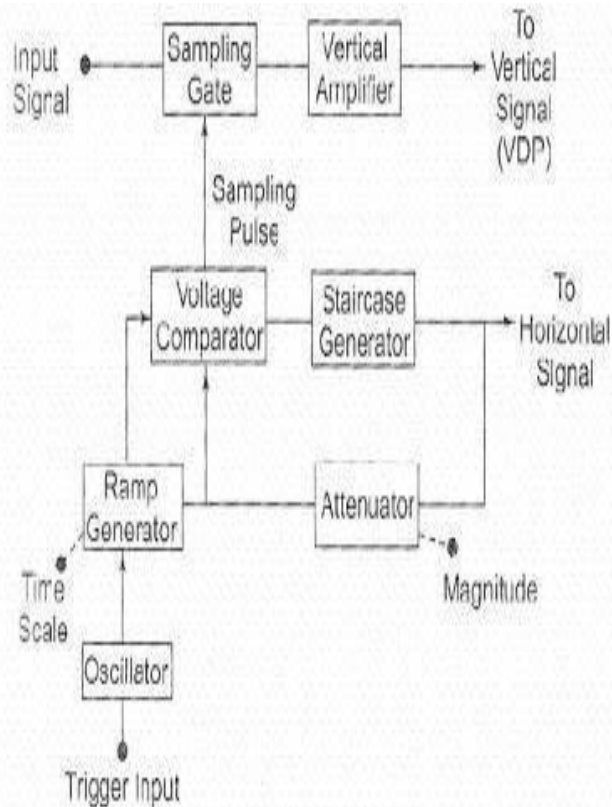 Input
Signal
Sampling
Gate
Vertical
Amplifier
To
Vertical
Signal
(VDP)
Sampling
Pulse
Voltage
Comparator
Staircase
Generator
To
Horizontal
Signal
Ramp
Generator
Attenuator
Time
Scale
Magnitude
Oscillator
Trigger Input